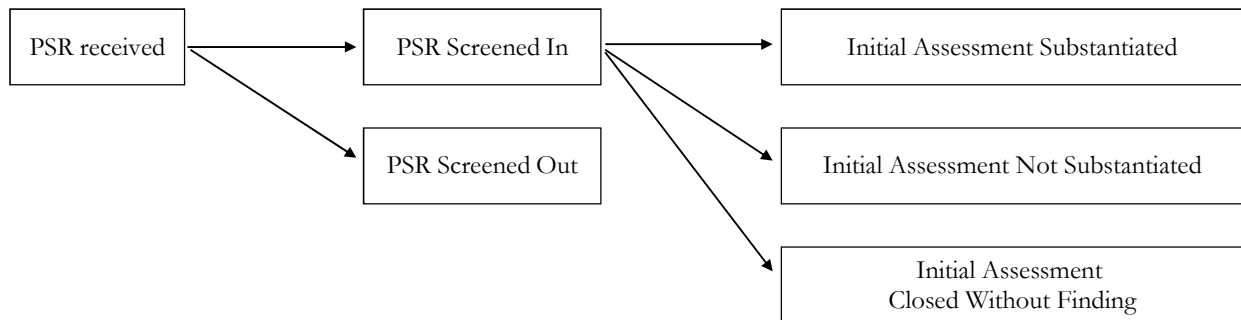 PSR received
PSR Screened In
Initial Assessment Substantiated
PSR Screened Out
Initial Assessment Not Substantiated
Initial Assessment
Closed Without Finding